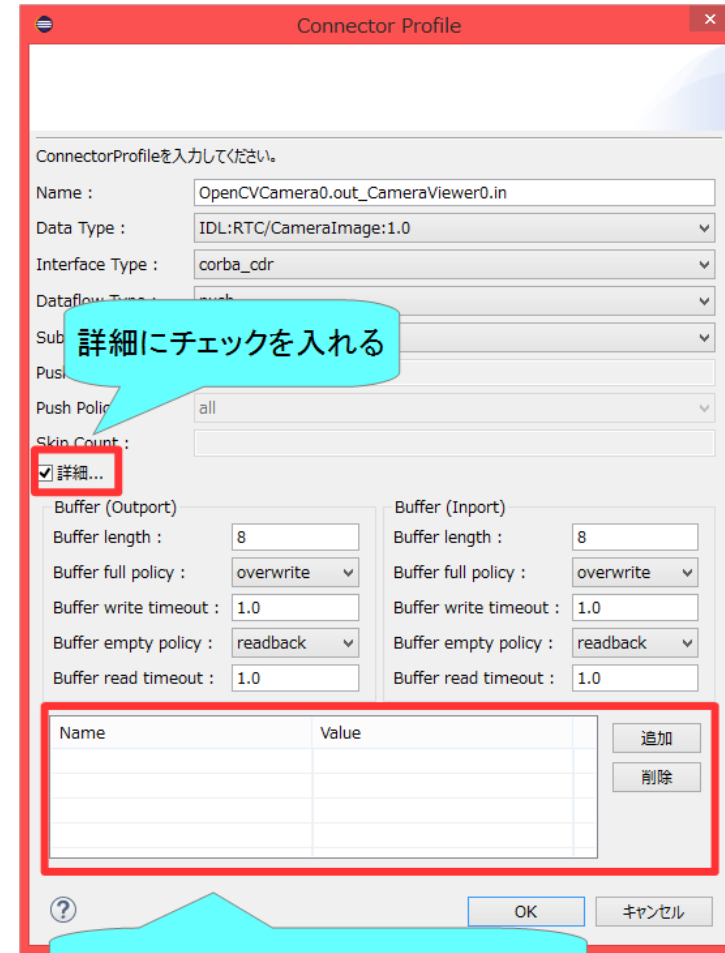 Connector Profile
ConnectorProfileを入力してください。
Name : OpenCVCamera0.out_CameraViewer0.in
Data Type : IDL:RTC/CameraImage:1.0
Interface Type : corba_cdr
Dataflow Type : push
Sub
詳細にチェックを入れる
Push
Push Polic all
Skip Count :
詳細...
Buffer (Outport) Buffer (Inport)
Buffer length : 8 Buffer length : 8
Buffer full policy : overwrite Buffer full policy : overwrite
Buffer write timeout : 1.0 Buffer write timeout : 1.0
Buffer empty policy : readback Buffer empty policy : readback
Buffer read timeout : 1.0 Buffer read timeout : 1.0
Name Value 追加
削除
OK キャンセル